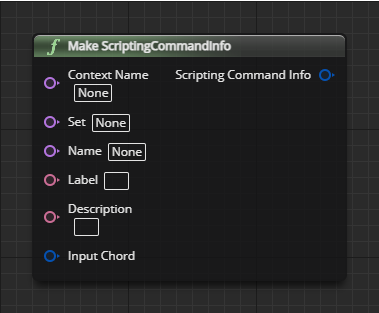 f Make ScriptingCommandInfo
Context Name Scripting Command Info
None
Set None
Name None
Label
Description
Input Chord